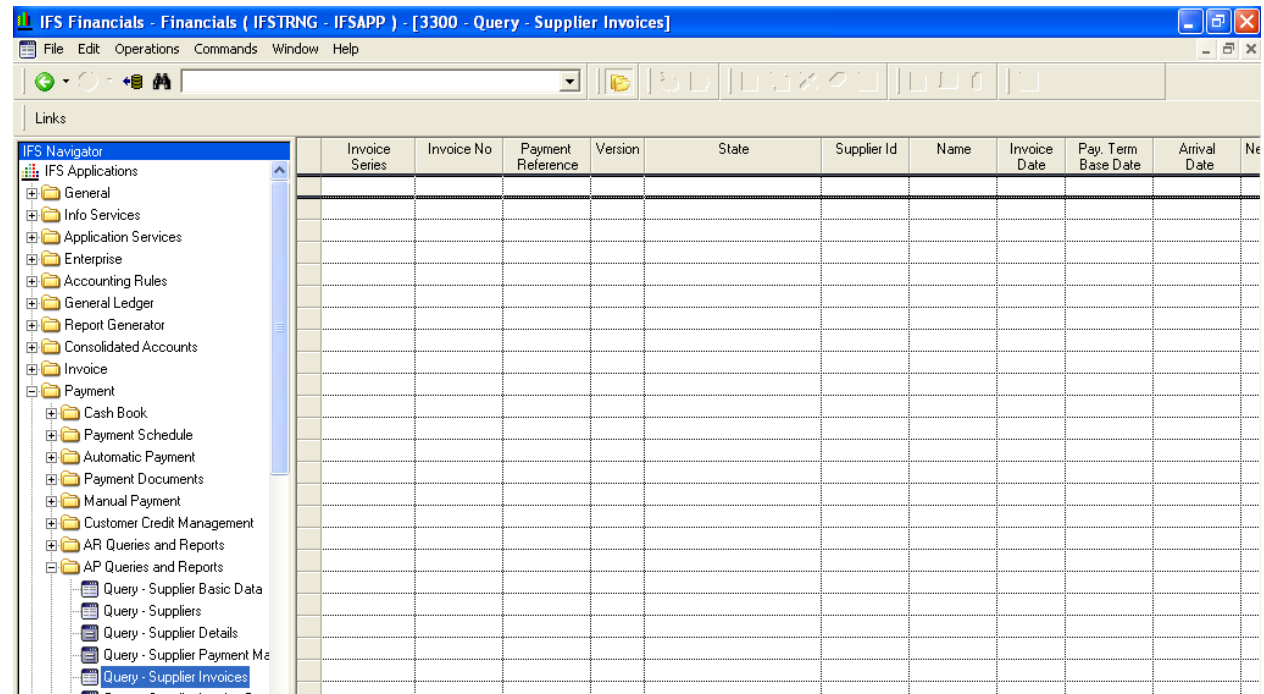 IFS Financials - Financials ( IFSTRNG - IFSAPP ) - [3300 - Query - Supplier Invoices]
File Edit Operations Commands Window Help
Links
IFS Navigator
IFS Applications
General
Info Services
Application Services
Enterprise
Accounting Rules
General Ledger
Report Generator
Consolidated Accounts
Invoice
Payment
Cash Book
Payment Schedule
Automatic Payment
Payment Documents
Manual Payment
Customer Credit Management
AR Queries and Reports
AP Queries and Reports
Query - Supplier Basic Data
Query - Suppliers
Query - Supplier Details
Query - Supplier Payment Ma
Query - Supplier Invoices
Invoice Series
Invoice No
Payment Reference
Version
State
Supplier Id
Name
Invoice Date
Pay. Term Base Date
Arrival Date
Ne